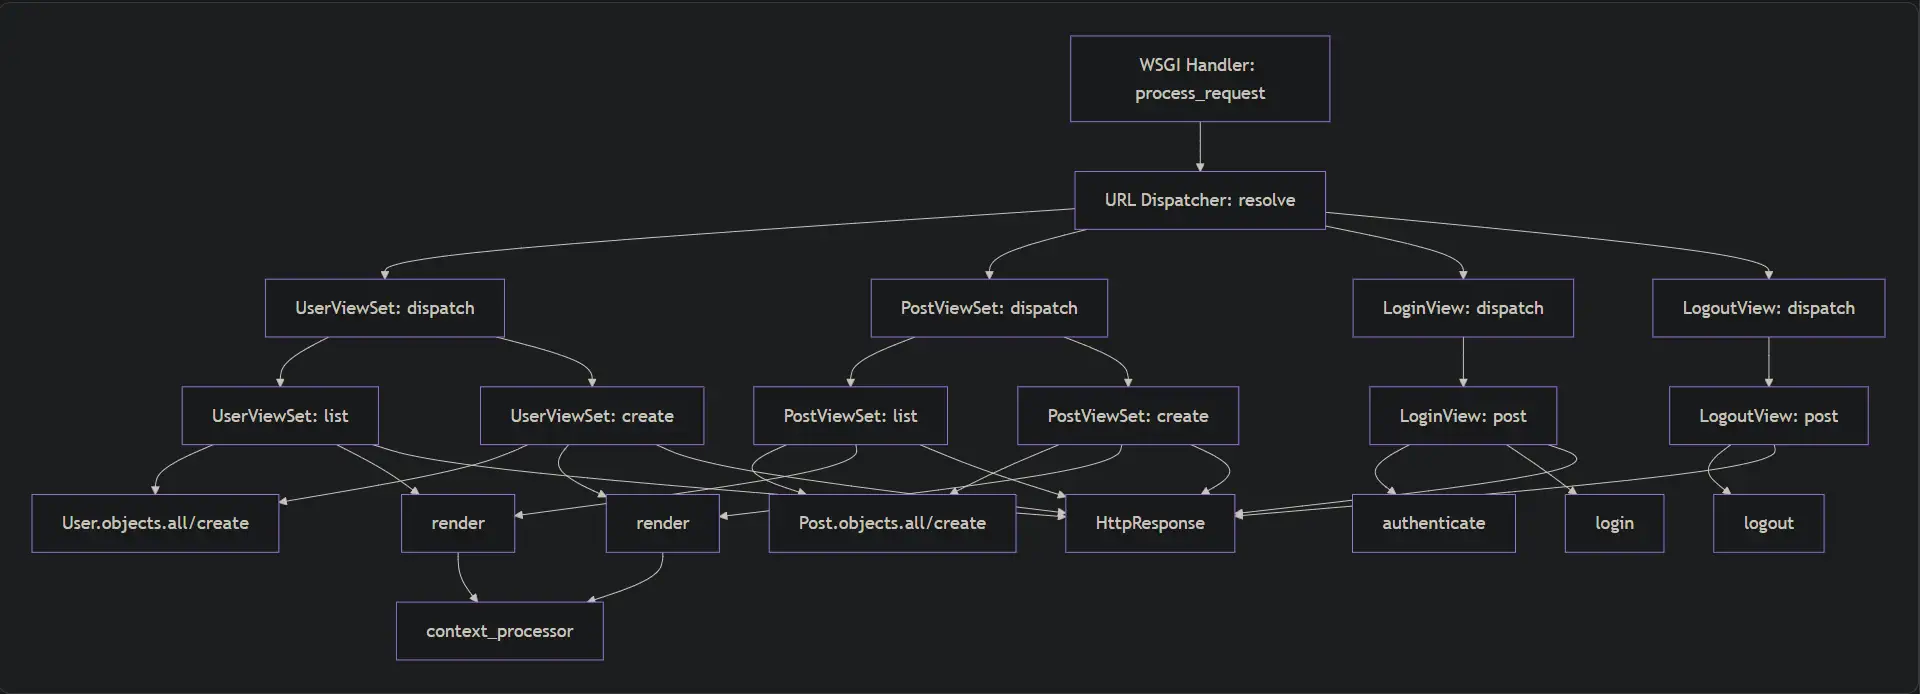 WSGI Handler:
process_request
URL Dispatcher: resolve
UserViewSet: dispatch
PostViewSet: dispatch
LoginView: dispatch
LogoutView: dispatch
UserViewSet: list
UserViewSet: create
PostViewSet: list
PostViewSet: create
LoginView: post
LogoutView: post
User.objects.all/create
render
render
Post.objects.all/create
HttpResponse
authenticate
login
logout
context_processor